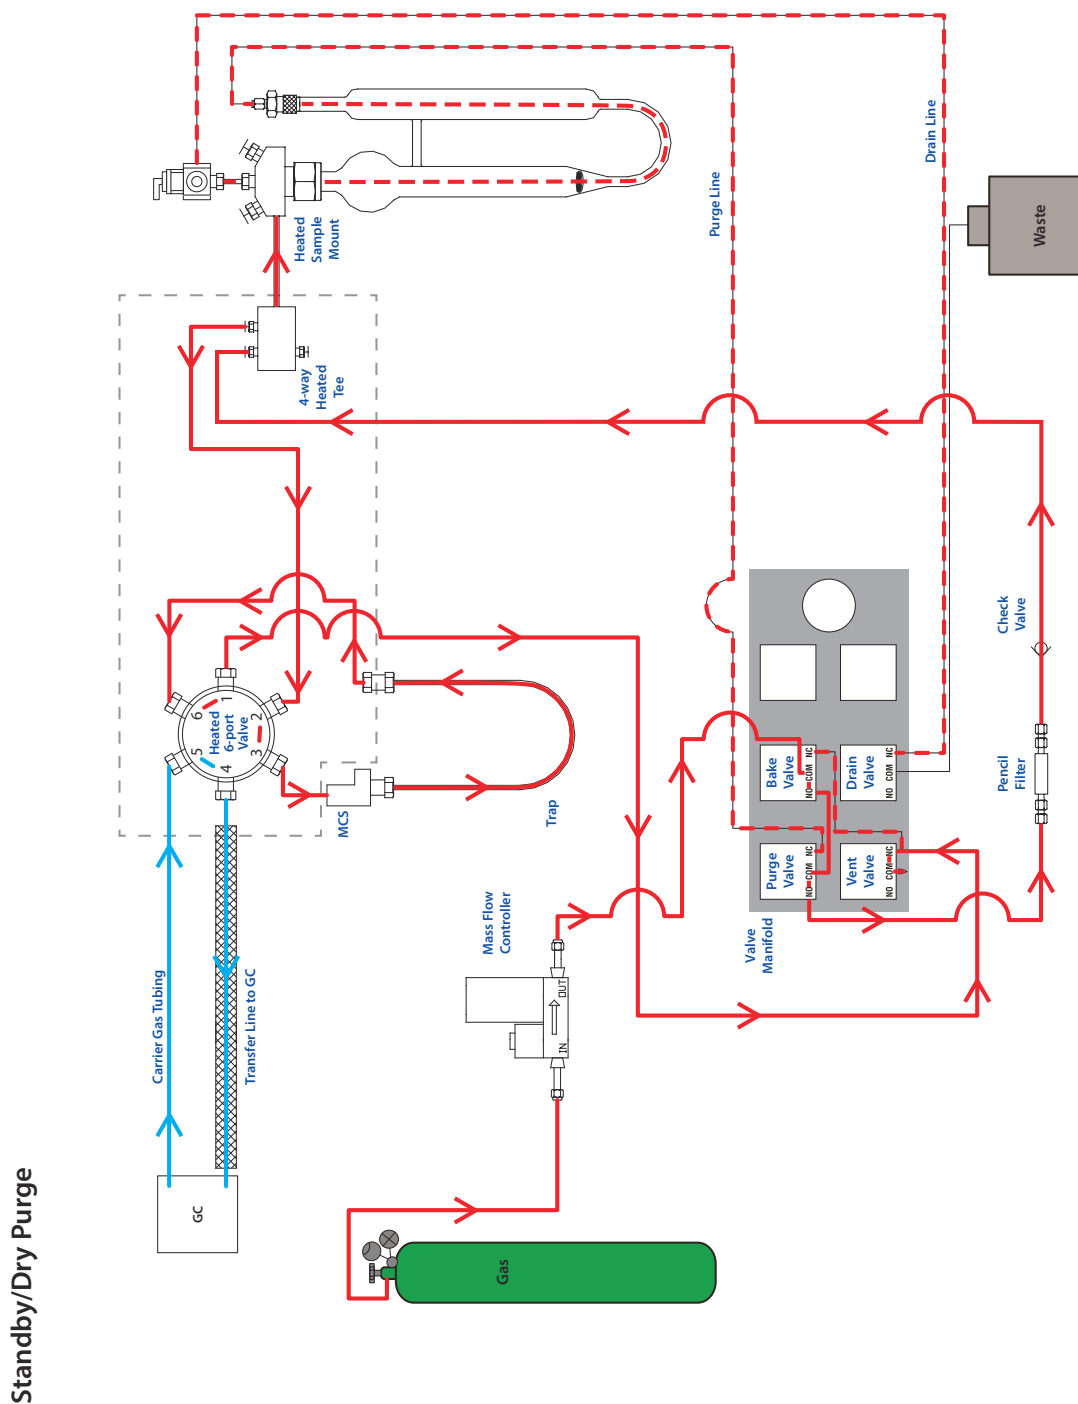 Standby/Dry Purge
GC
Carrier Gas Tubing
Transfer Line to GC
Heated
6-port
Valve
1
2
3
4
5
6
MCS
Trap
4-way
Heated
Tee
Heated
Sample
Mount
Gas
Mass Flow
Controller
IN
OUT
Valve
Manifold
Purge
Valve
NO COM NC
Bake
Valve
NO COM NC
Vent
Valve
NO COM NC
Drain
Valve
NO COM NC
Purge Line
Drain Line
Pencil
Filter
Check
Valve
Waste